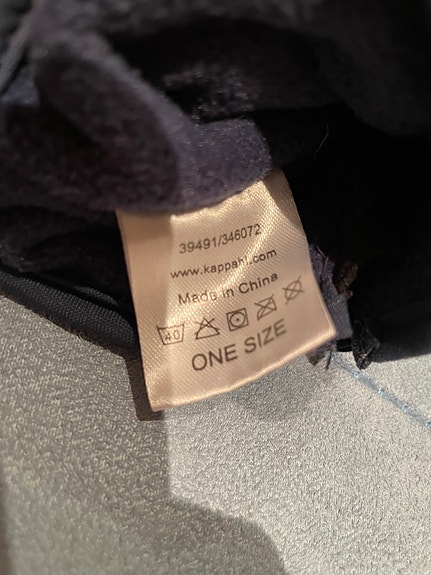 39491/346072
www.kappahl.com
Made in China
40
ONE SIZE